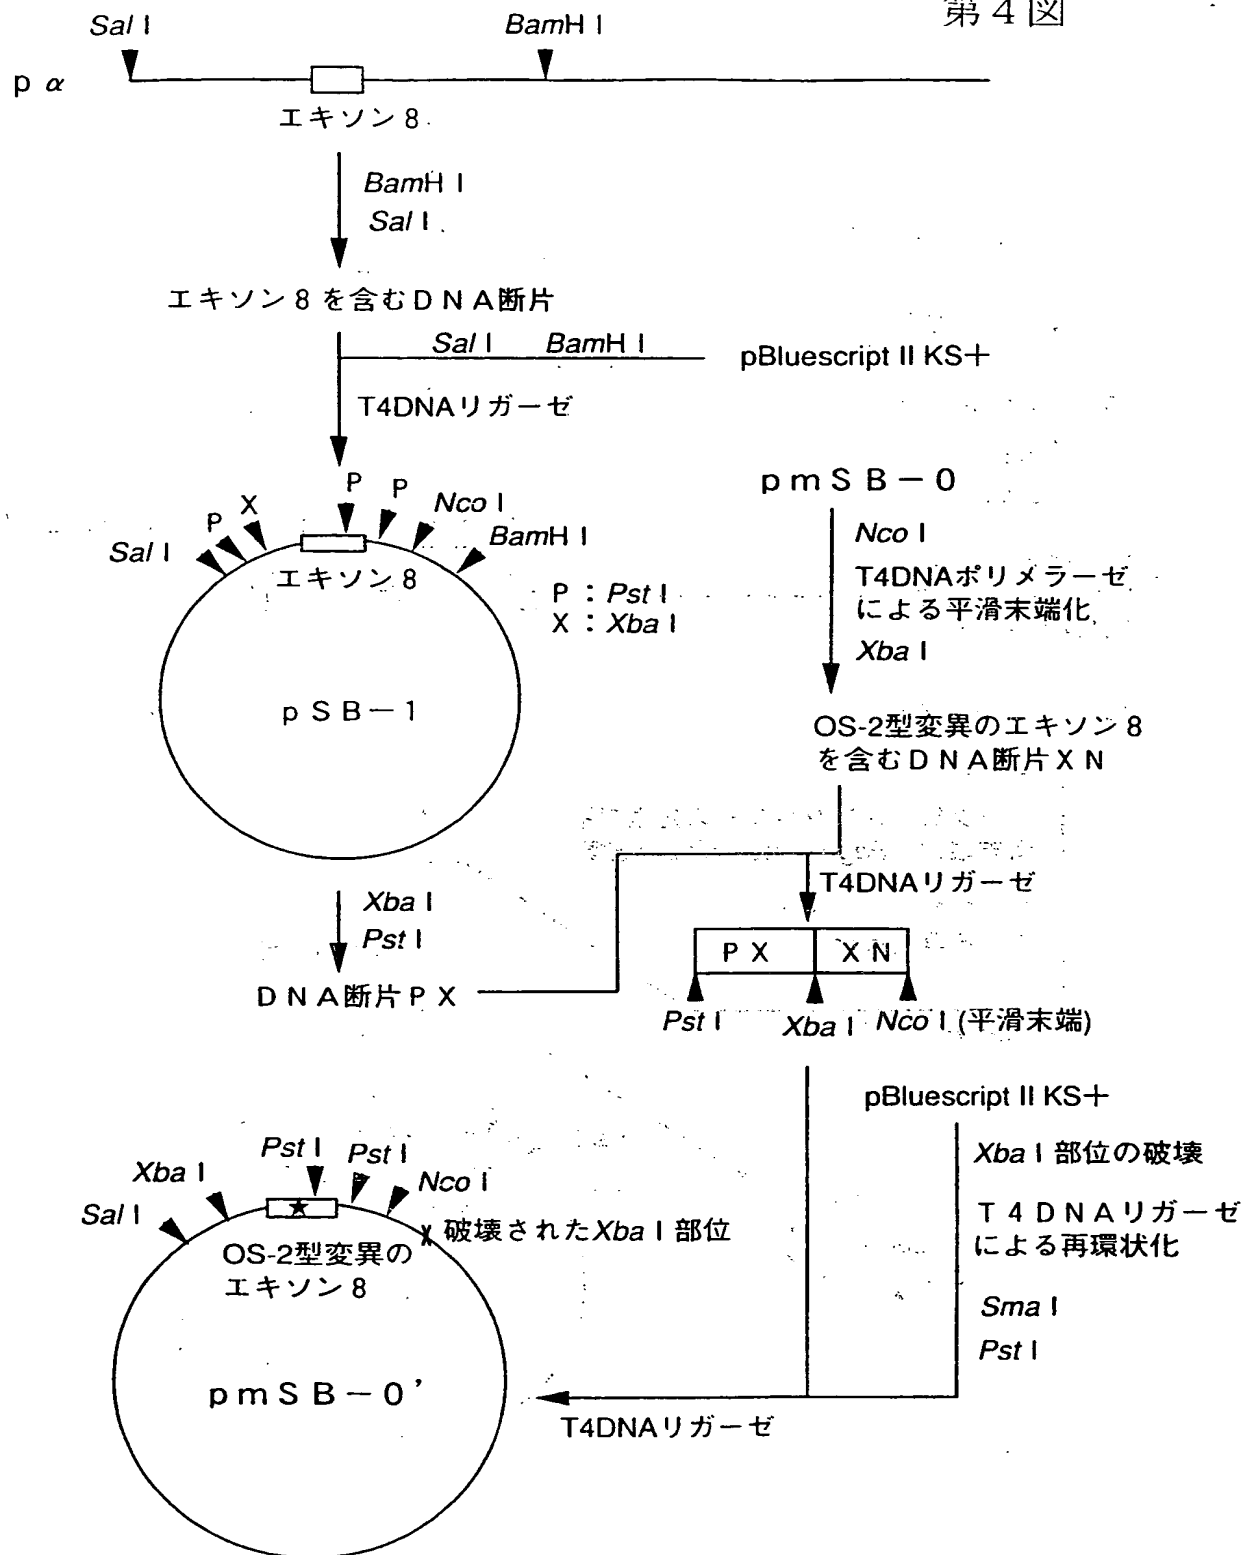 第４図
Sal I
BamH I
p α
エキソン 8
BamH I
Sal I
エキソン 8 を含むＤＮＡ断片
Sal I BamH I
pBluescript II KS+
T4DNAリガーゼ
ｐｍＳＢ－０
Nco I
T4DNAポリメラーゼ
による平滑末端化
Xba I
Sal I
P
X
P
P
Nco I
BamH I
エキソン 8
P：Pst I
X：Xba I
ｐＳＢ－１
OS-2型変異のエキソン 8
を含むＤＮＡ断片ＸＮ
Xba I
Pst I
ＤＮＡ断片ＰＸ
T4DNAリガーゼ
ＰＸ ＸＮ
Pst I Xba I Nco I (平滑末端)
pBluescript II KS+
Xba I 部位の破壊
Ｔ４ＤＮＡリガーゼ
による再環状化
Sma I
Pst I
Sal I
Xba I
Pst I
Pst I
Nco I
★
破壊されたXba I 部位
OS-2型変異の
エキソン 8
ｐｍＳＢ－０’
T4DNAリガーゼ